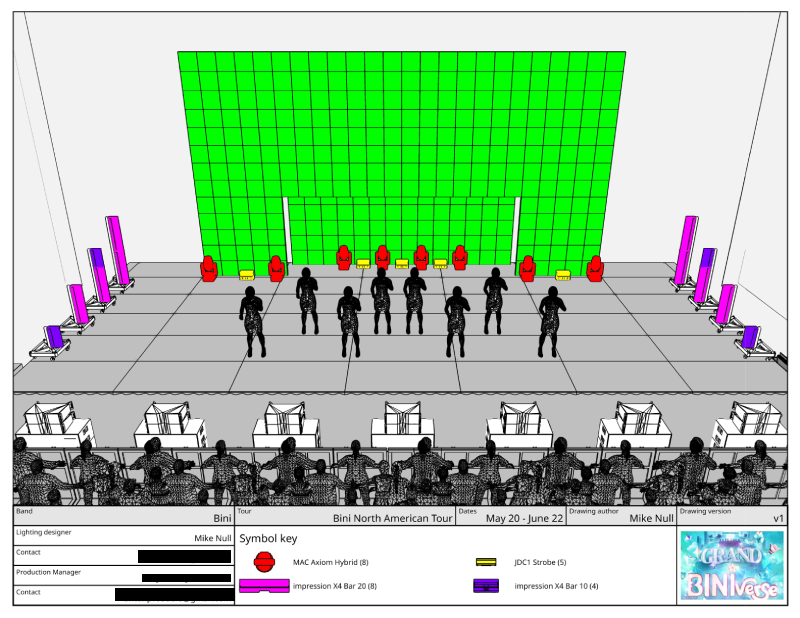 Band
Bini
Tour
Bini North American Tour
Dates
May 20 - June 22
Drawing author
Mike Null
Drawing version
v1
Lighting designer
Mike Null
Contact
Production Manager
Contact
Symbol key
MAC Axiom Hybrid (8)
JDC1 Strobe (5)
impression X4 Bar 20 (8)
impression X4 Bar 10 (4)
GRAND
BINIverse